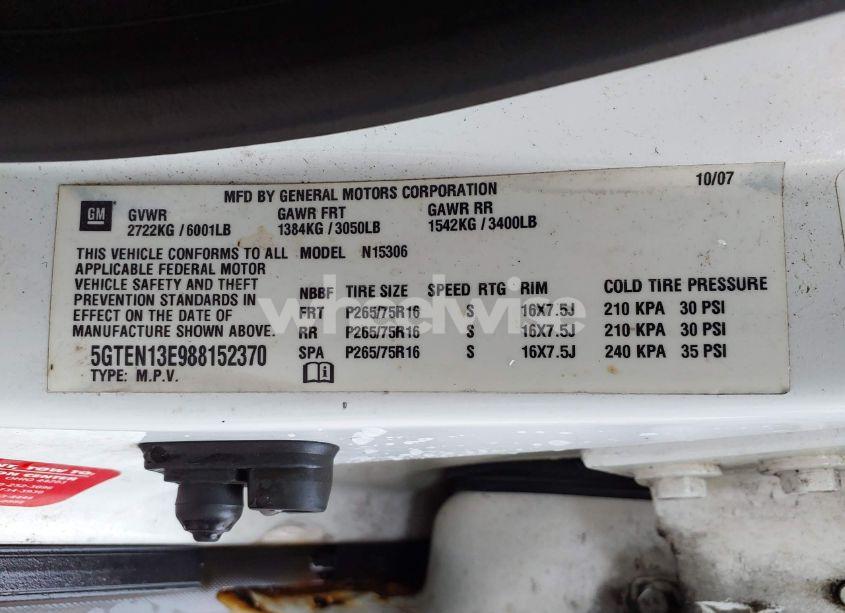 MFD BY GENERAL MOTORS CORPORATION 10/07
GM GVWR GAWR FRT GAWR RR
2722KG / 6001LB 1384KG / 3050LB 1542KG / 3400LB
THIS VEHICLE CONFORMS TO ALL MODEL N15306
APPLICABLE FEDERAL MOTOR
VEHICLE SAFETY AND THEFT
PREVENTION STANDARDS IN
EFFECT ON THE DATE OF
MANUFACTURE SHOWN ABOVE.
5GTEN13E988152370
TYPE: M.P.V.
NBBF TIRE SIZE SPEED RTG RIM COLD TIRE PRESSURE
FRT P265/75R16 S 16X7.5J 210 KPA 30 PSI
RR P265/75R16 S 16X7.5J 210 KPA 30 PSI
SPA P265/75R16 S 16X7.5J 240 KPA 35 PSI
wheelwise